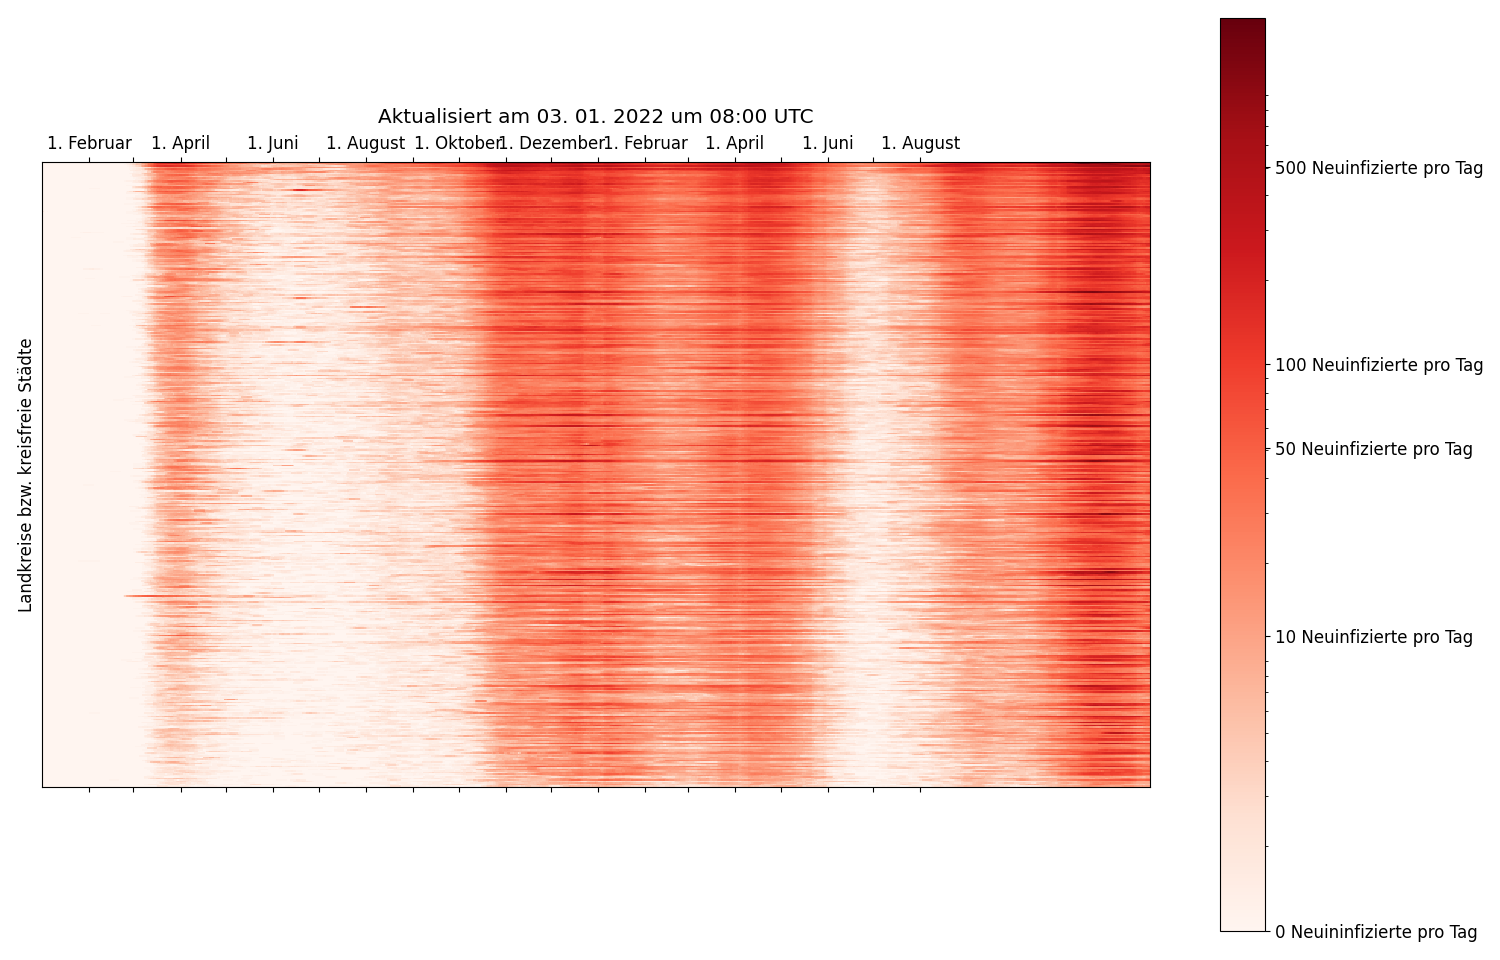 Aktualisiert am 03. 01. 2022 um 08:00 UTC
1. Februar 1. April 1. Juni 1. August 1. Oktober 1. Dezember 1. Februar 1. April 1. Juni 1. August
Landkreise bzw. kreisfreie Städte
500 Neuinfizierte pro Tag
100 Neuinfizierte pro Tag
50 Neuinfizierte pro Tag
10 Neuinfizierte pro Tag
0 Neuininfizierte pro Tag